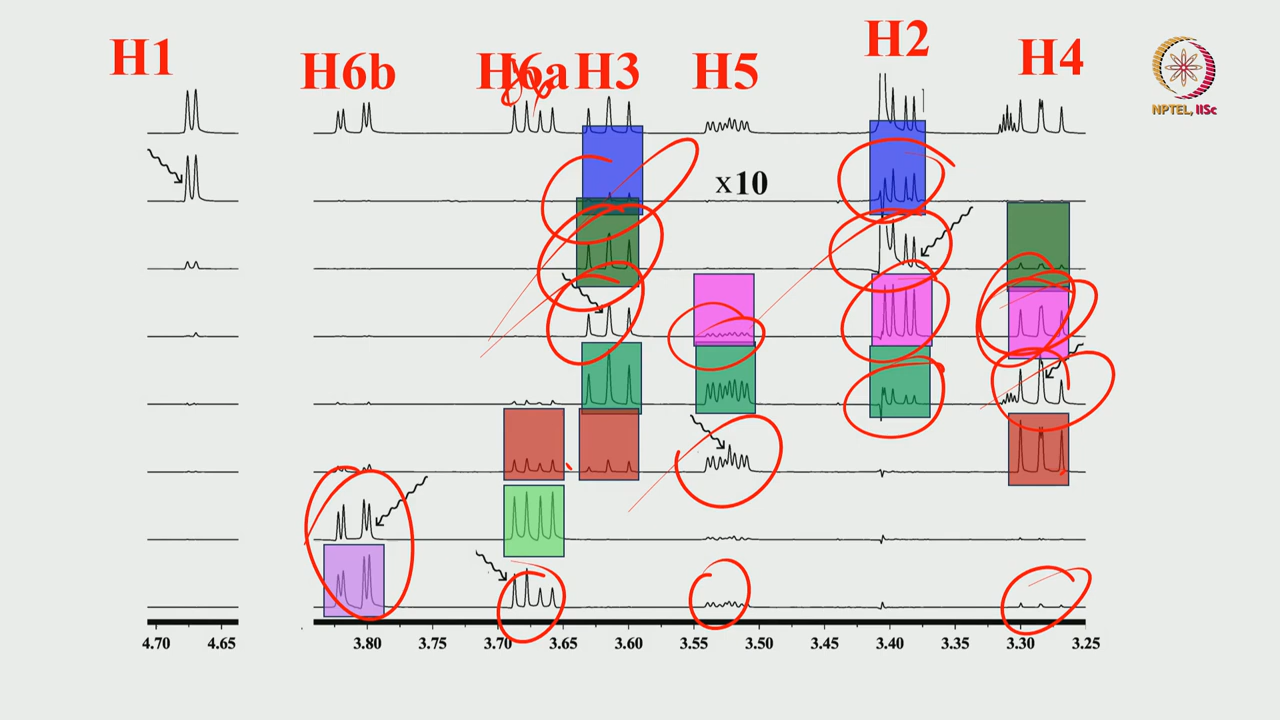 H1 H6b H6a H3 H5 H2 H4
NPTEL, IISc
x10
4.70 4.65 3.80 3.75 3.70 3.65 3.60 3.55 3.50 3.45 3.40 3.35 3.30 3.25